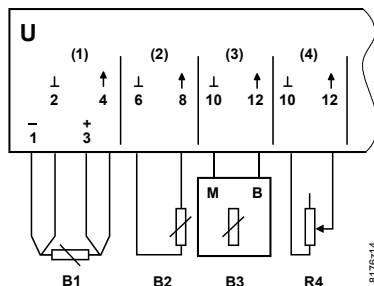 U
(1) (2) (3) (4)
⊥ ↑ ⊥ ↑ ⊥ ↑ ⊥ ↑
2 4 6 8 10 12 10 12
− +
1 3
M B
B1 B2 B3 R4
8176z14